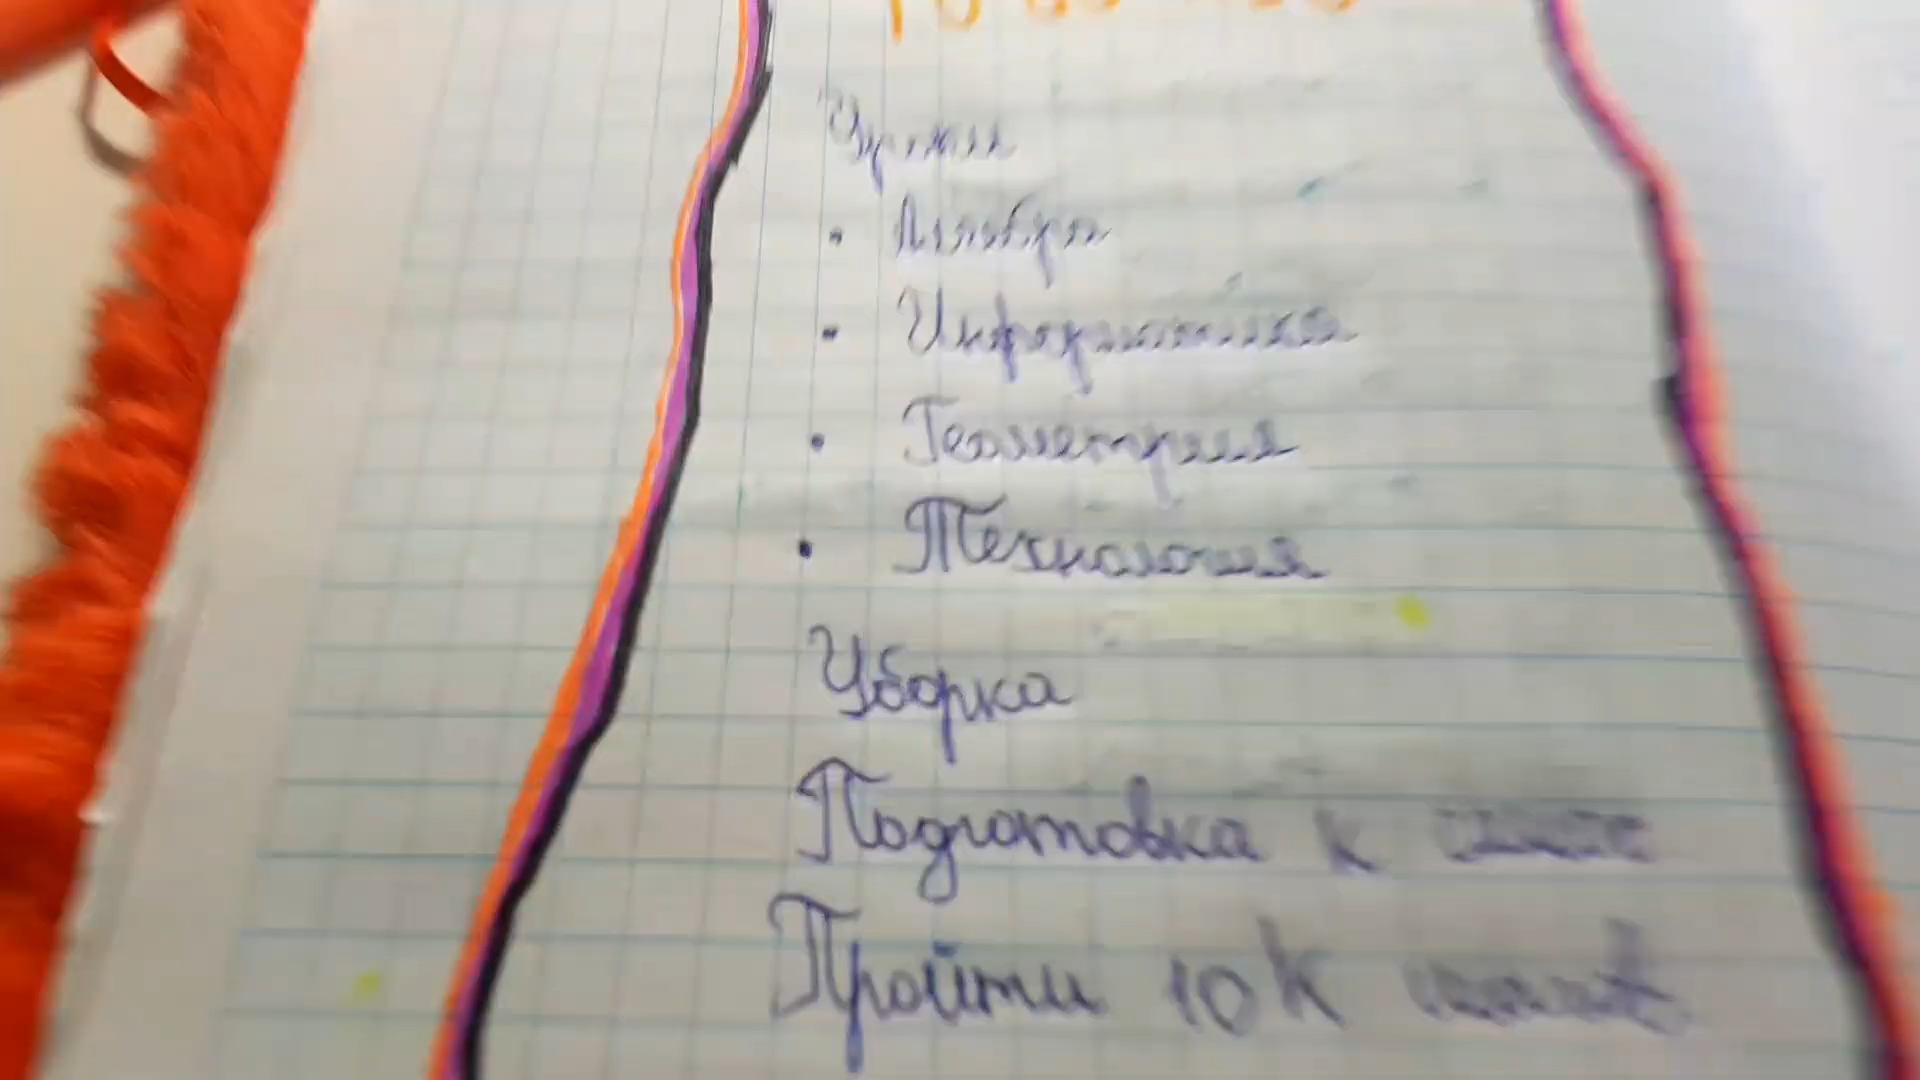 Уроки
• Алгебра
• Информатика
• Геометрия
• Технология
Уборка
Подготовка к
Пройти 10К